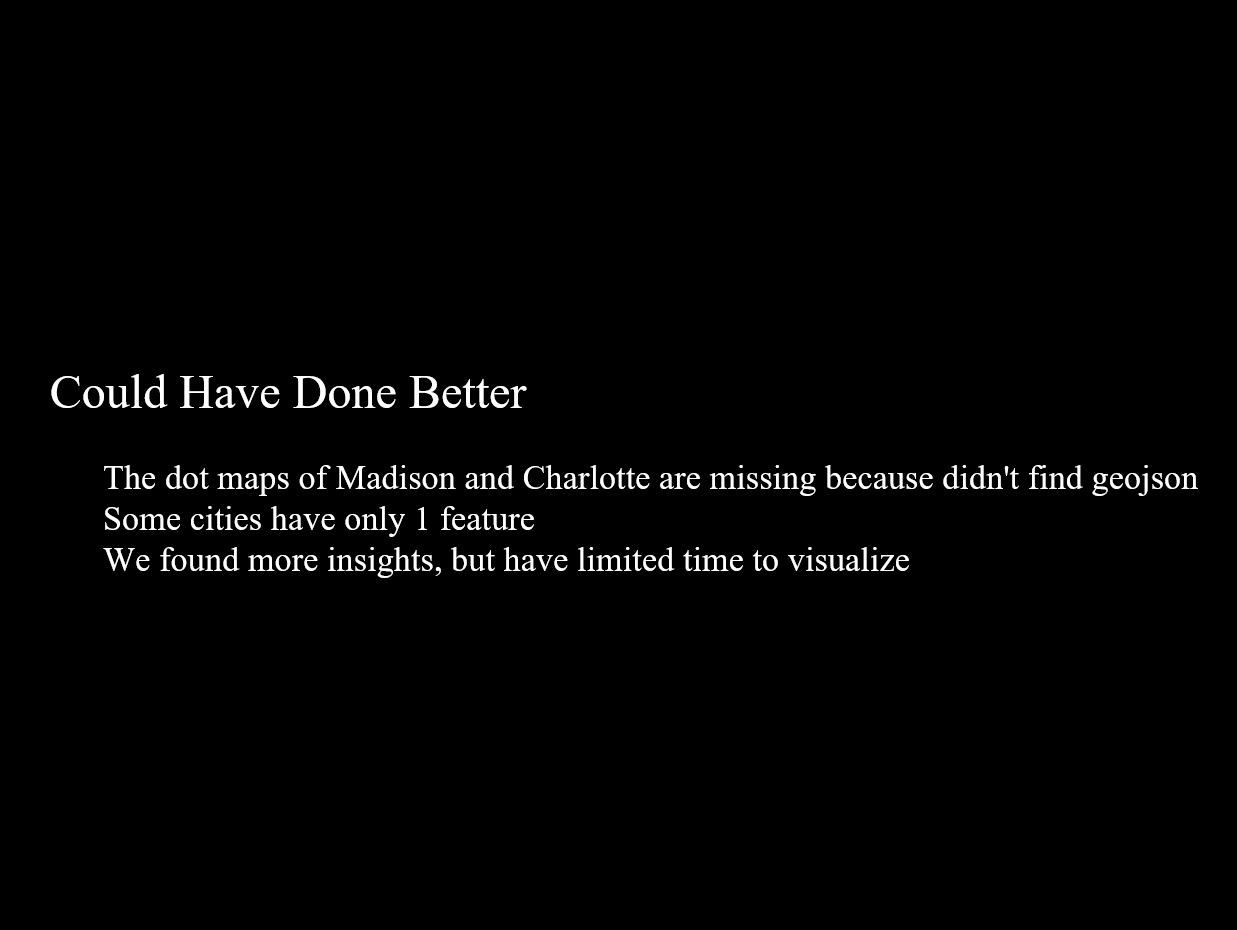 Could Have Done Better
The dot maps of Madison and Charlotte are missing because didn't find geojson
Some cities have only 1 feature
We found more insights, but have limited time to visualize